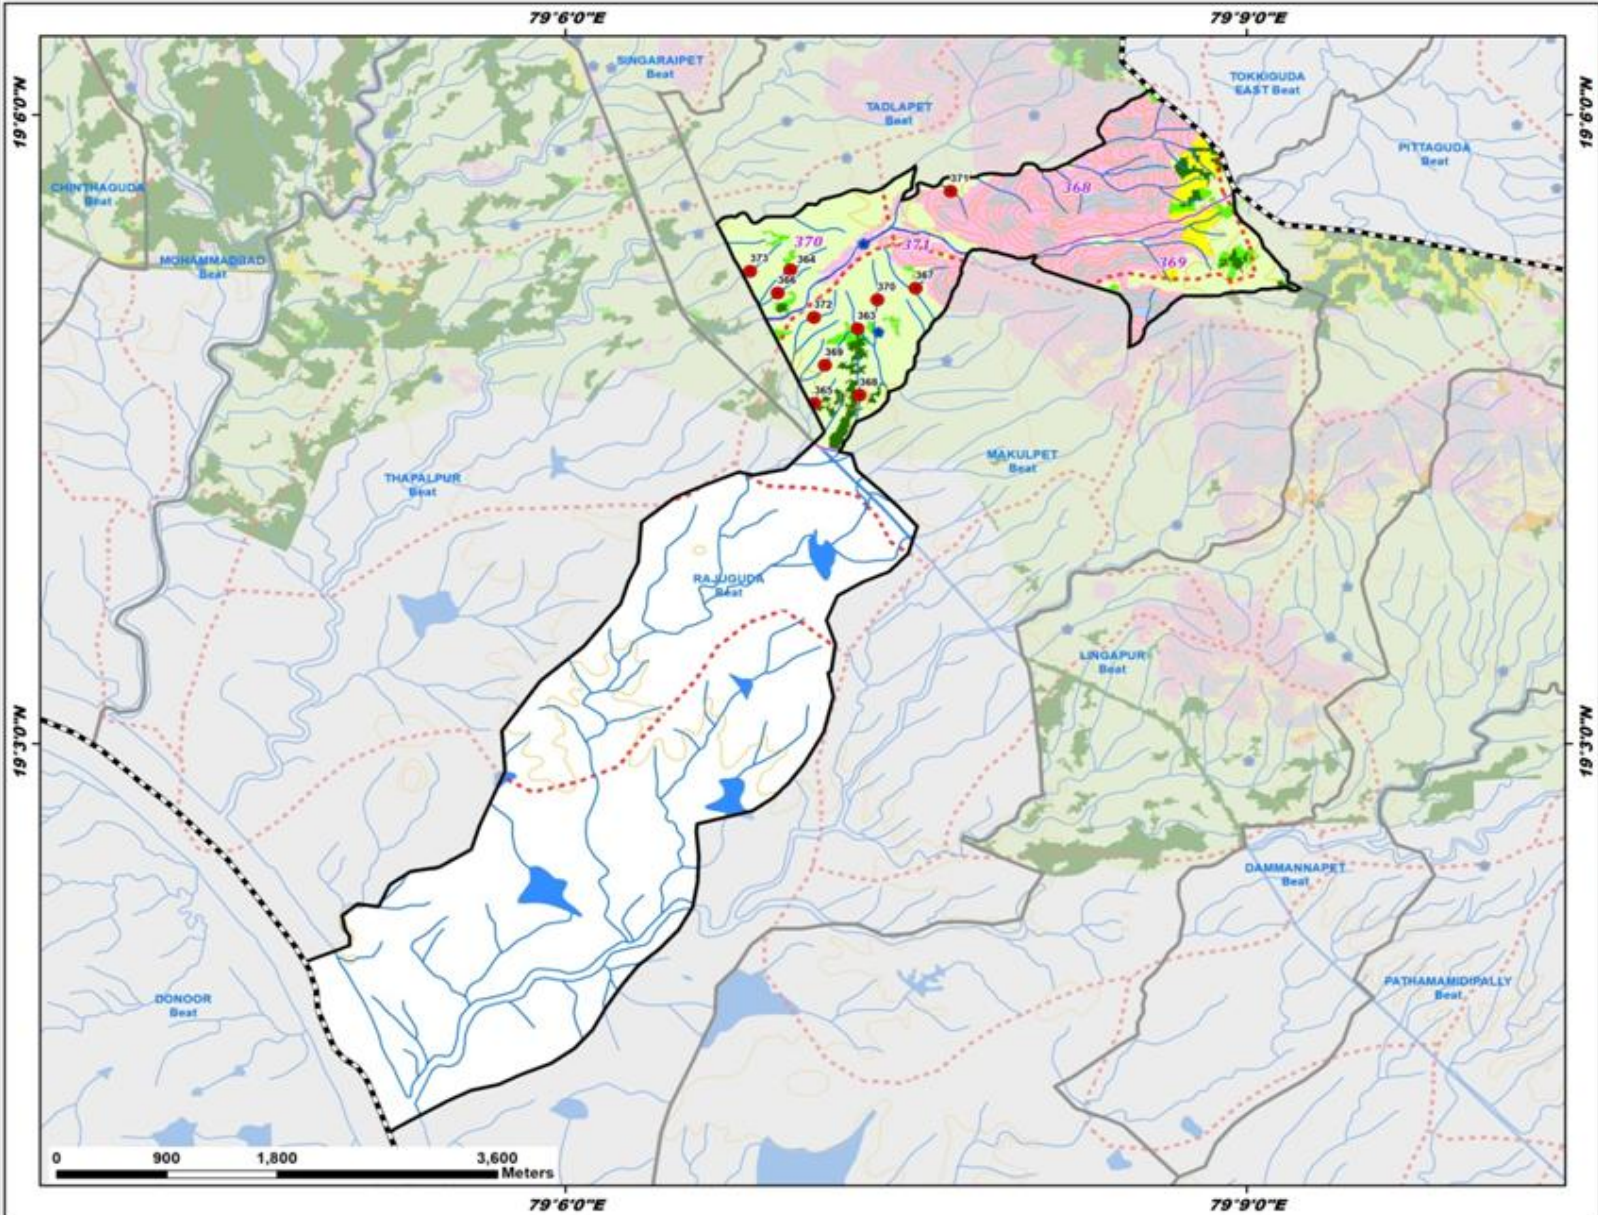 79°6'0"E
79°9'0"E
19°6'0"N
19°6'0"N
SINGARAIPET
Beat
TADLAPET
Beat
TOKKIGUDA
EAST Beat
PITTAGUDA
Beat
CHINTHAGUDA
Beat
MOHAMMADBAD
Beat
371
368
370
371
369
373
364
366
367
370
372
363
369
368
365
THAPALPUR
Beat
MAKULPET
Beat
RAJUGUDA
Beat
LINGAPUR
Beat
19°3'0"N
19°3'0"N
DAMMANNAPET
Beat
DONOOR
Beat
PATHAMAMIDIPALLY
Beat
0 900 1,800 3,600
Meters
79°6'0"E
79°9'0"E